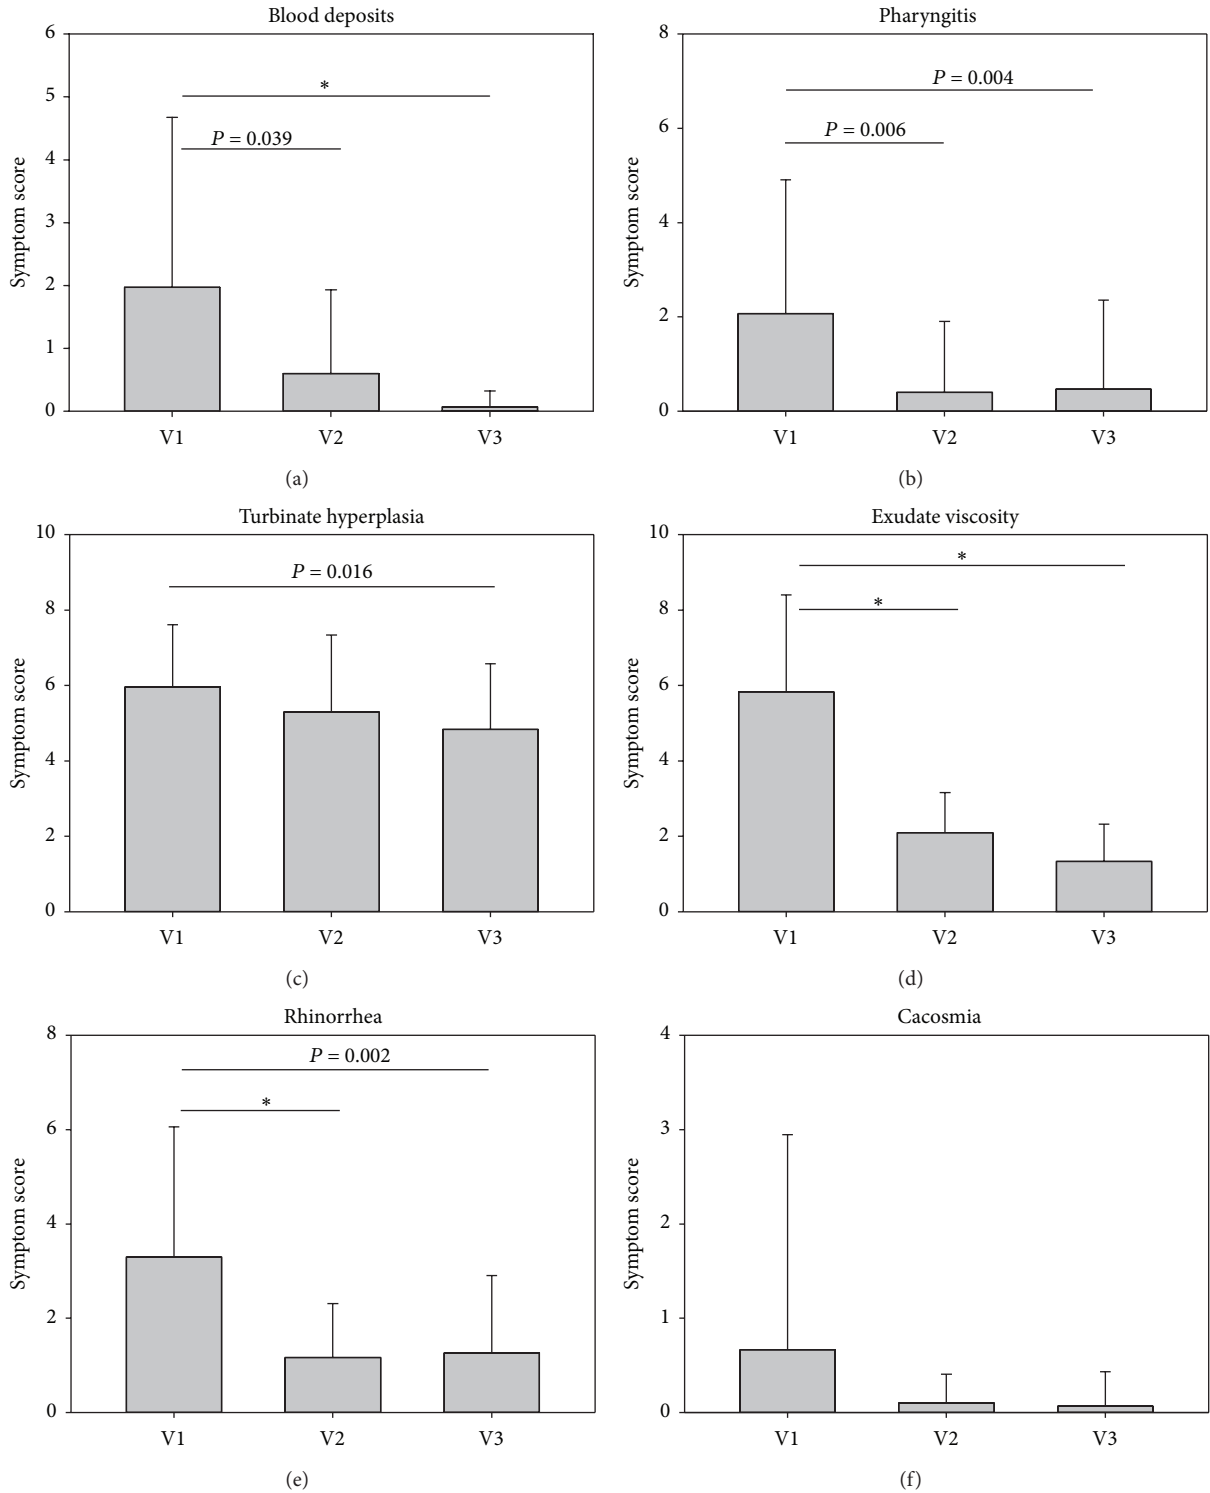 Blood deposits
Symptom score
6
5
4
3
2
1
0
*
P = 0.039
V1 V2 V3
(a)
Pharyngitis
Symptom score
8
6
4
2
0
P = 0.004
P = 0.006
V1 V2 V3
(b)
Turbinate hyperplasia
Symptom score
10
8
6
4
2
0
P = 0.016
V1 V2 V3
(c)
Exudate viscosity
Symptom score
10
8
6
4
2
0
*
*
V1 V2 V3
(d)
Rhinorrhea
Symptom score
8
6
4
2
0
P = 0.002
*
V1 V2 V3
(e)
Cacosmia
Symptom score
4
3
2
1
0
V1 V2 V3
(f)